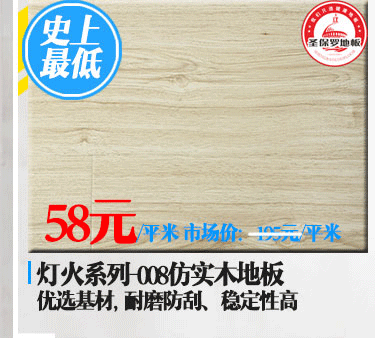 史上
最低
圣保罗地板
58元/平米 市场价: 195元/平米
灯火系列-008仿实木地板
优选基材, 耐磨防刮、稳定性高